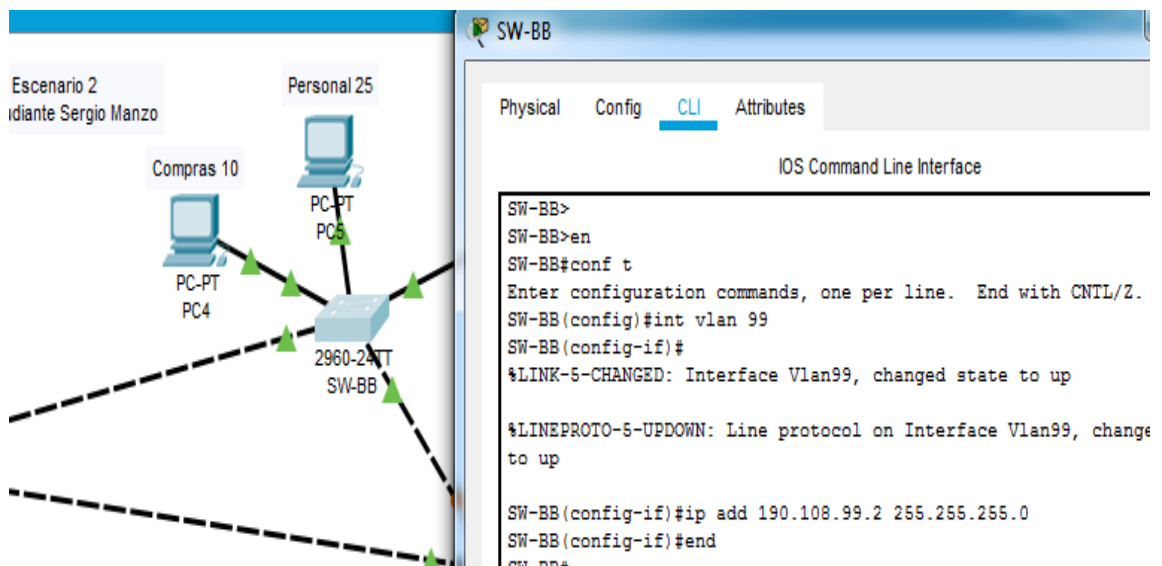 Escenario 2
udiante Sergio Manzo
Personal 25
Compras 10
PC-PT
PC5
PC-PT
PC4
2960-24TT
SW-BB
SW-BB
Physical Config CLI Attributes
IOS Command Line Interface
SW-BB>
SW-BB>en
SW-BB#conf t
Enter configuration commands, one per line. End with CNTL/Z.
SW-BB(config)#int vlan 99
SW-BB(config-if)#
%LINK-5-CHANGED: Interface Vlan99, changed state to up
%LINEPROTO-5-UPDOWN: Line protocol on Interface Vlan99, change
to up
SW-BB(config-if)#ip add 190.108.99.2 255.255.255.0
SW-BB(config-if)#end
SW-BB#